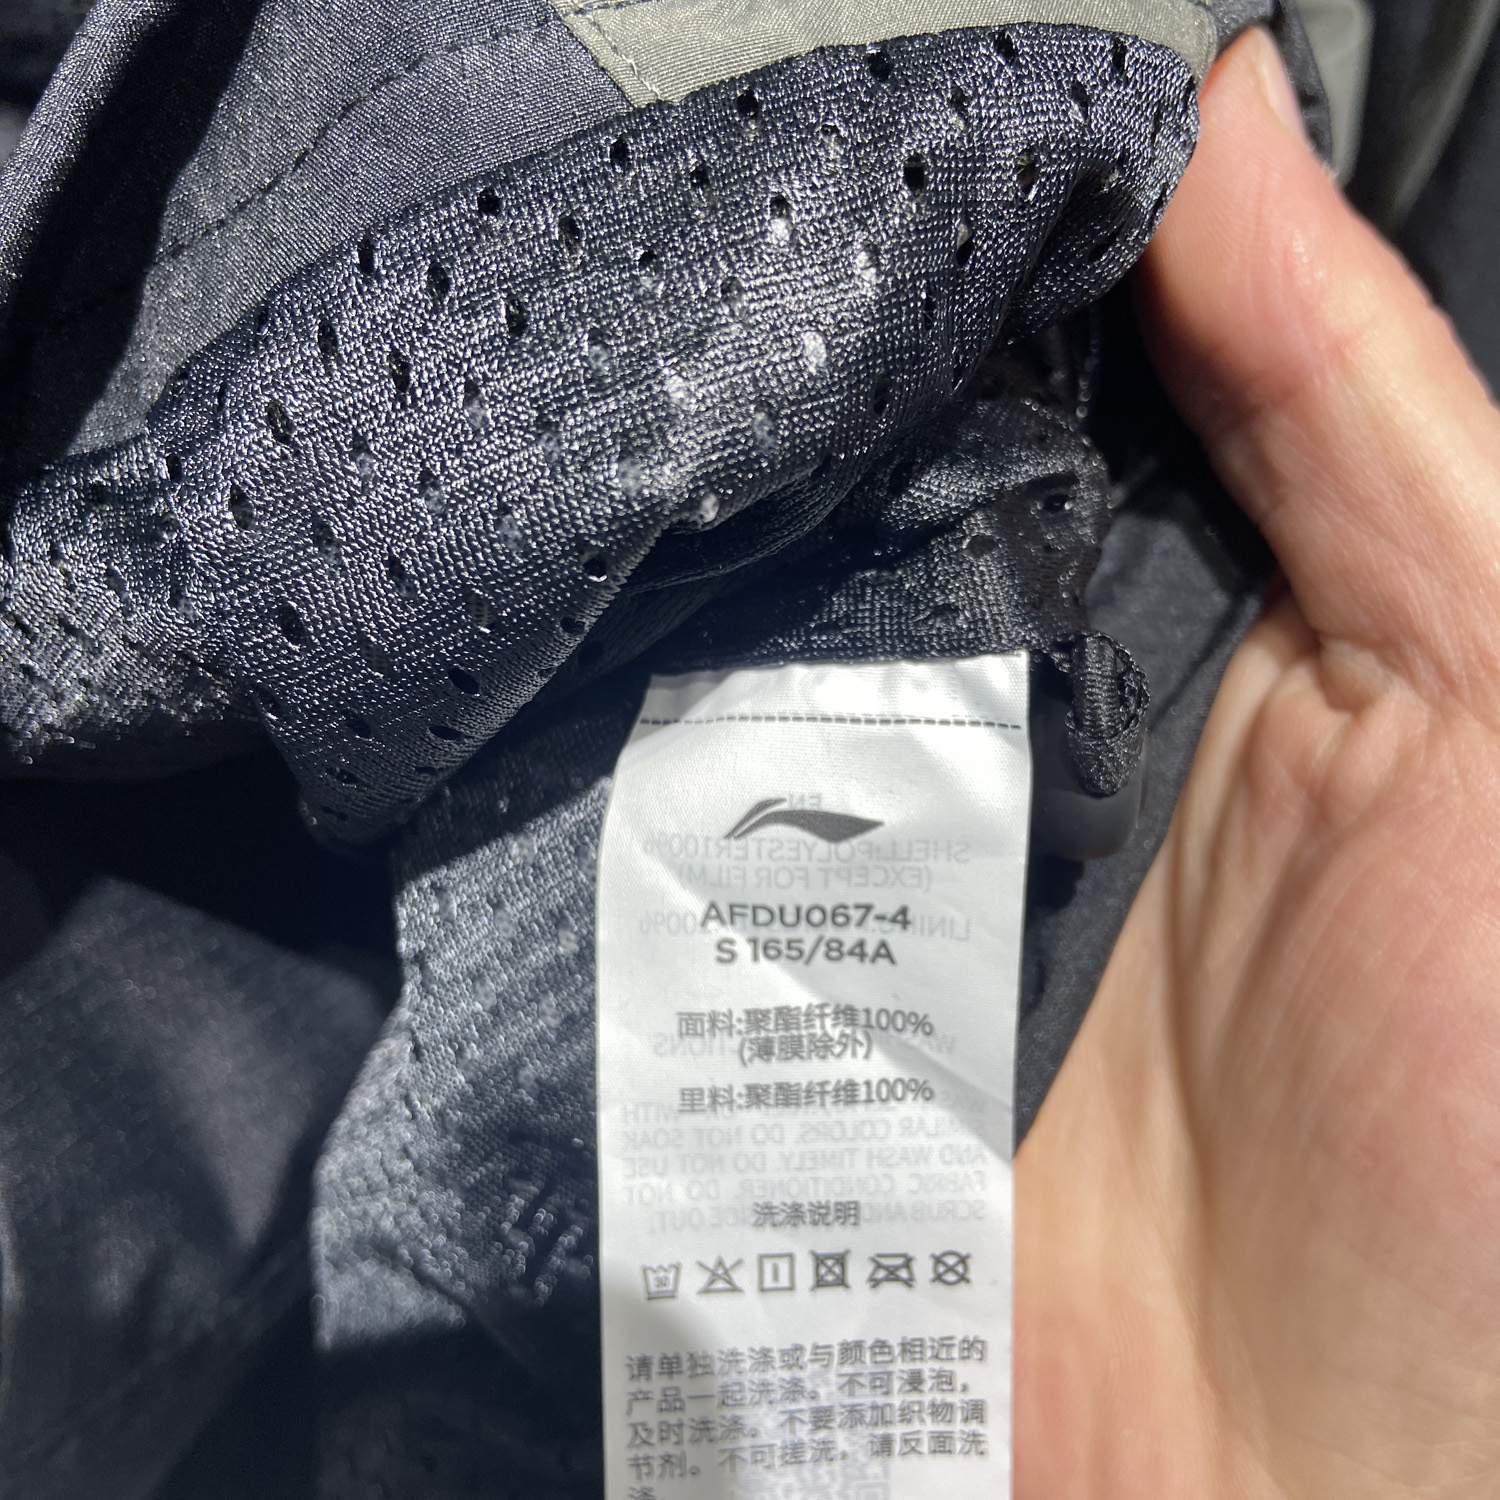 AFDU067-4
S 165/84A
面料:聚酯纤维100%
(薄膜除外)
里料:聚酯纤维100%
洗涤说明
请单独洗涤或与颜色相近的
产品一起洗涤。不可浸泡，
及时洗涤。不要添加织物调
节剂。不可搓洗，请反面洗
涤